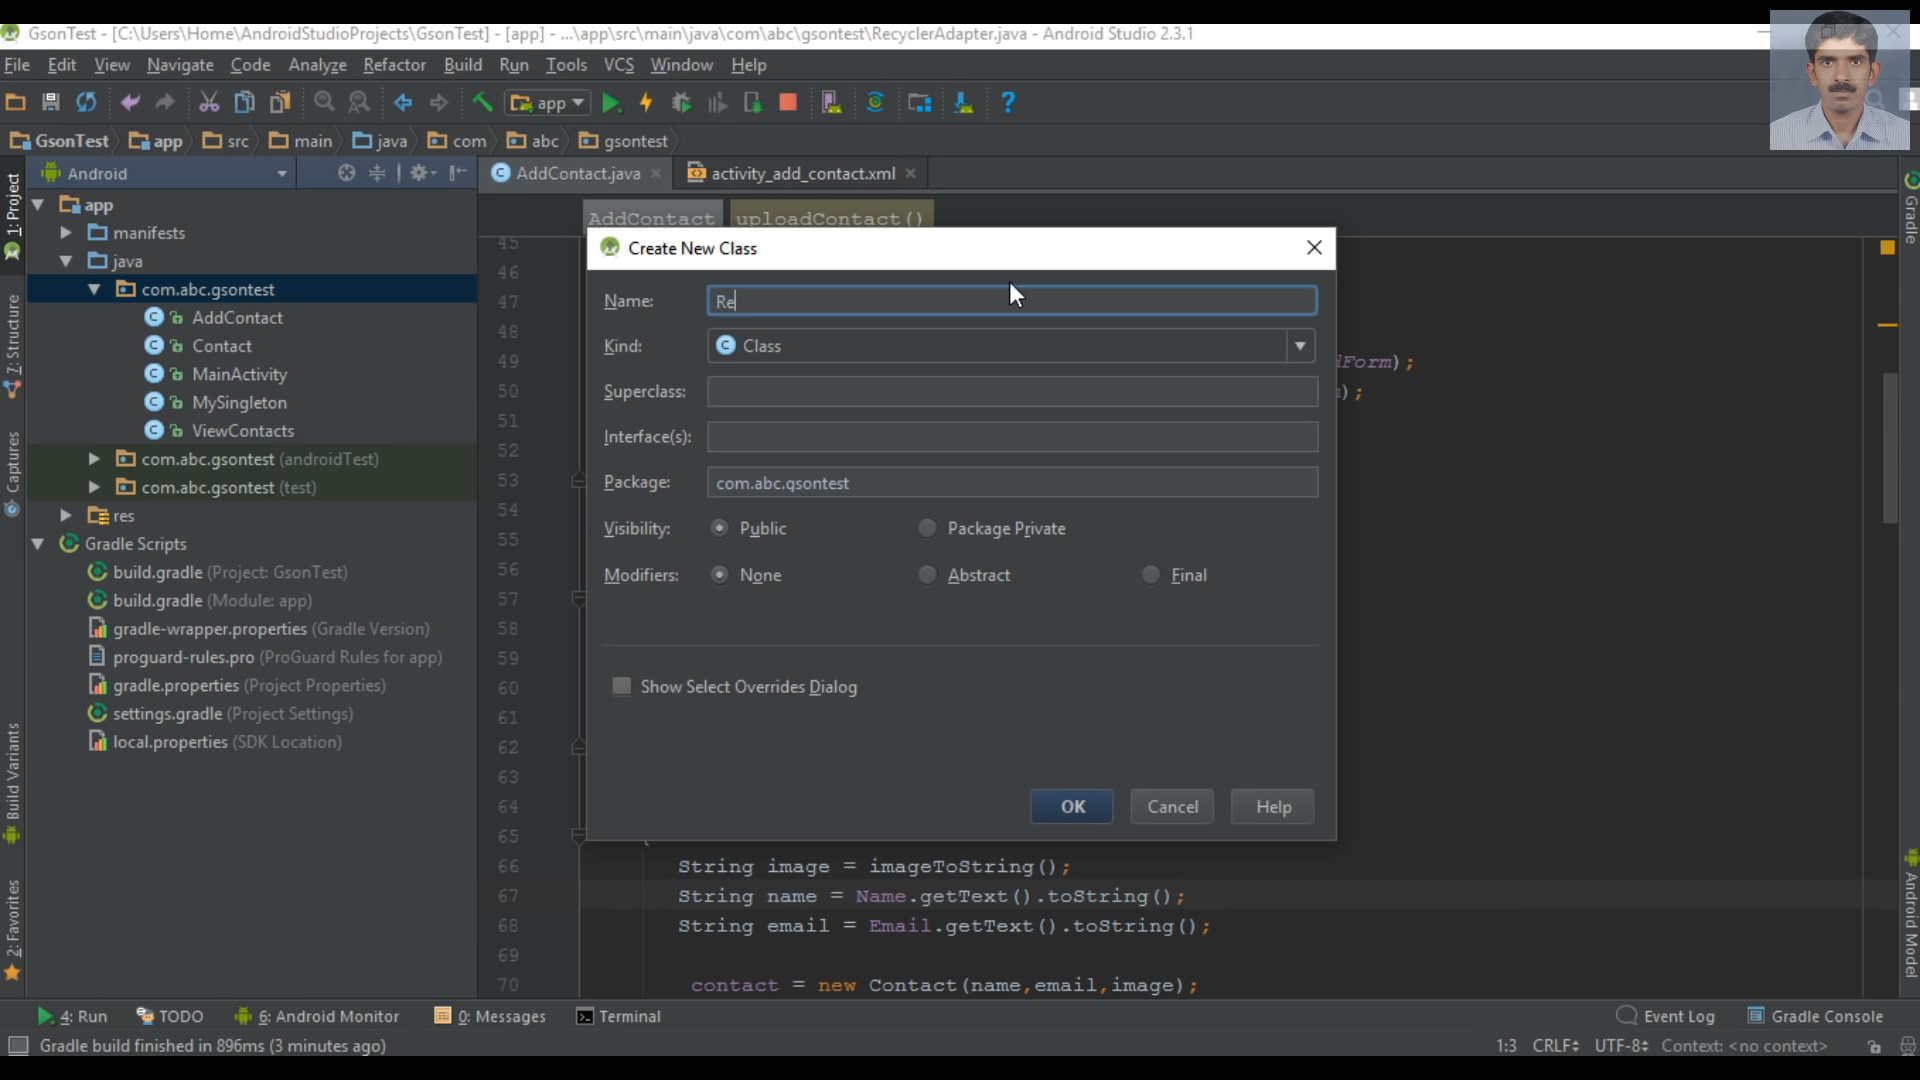 GsonTest - [C:\Users\Home\AndroidStudioProjects\GsonTest] - [app] - ...\app\src\main\java\com\abc\gsontest\RecyclerAdapter.java - Android Studio 2.3.1
File Edit View Navigate Code Analyze Refactor Build Run Tools VCS Window Help
app
GsonTest app src main java com abc gsontest
Android
AddContact.java activity_add_contact.xml
AddContact uploadContact()
1: Project
7: Structure
Captures
Build Variants
2: Favorites
app
manifests
java
com.abc.gsontest
AddContact
Contact
MainActivity
MySingleton
ViewContacts
com.abc.gsontest (androidTest)
com.abc.gsontest (test)
res
Gradle Scripts
build.gradle (Project: GsonTest)
build.gradle (Module: app)
gradle-wrapper.properties (Gradle Version)
proguard-rules.pro (ProGuard Rules for app)
gradle.properties (Project Properties)
settings.gradle (Project Settings)
local.properties (SDK Location)
Create New Class
Name: Re
Kind: Class
Superclass:
Interface(s):
Package: com.abc.gsontest
Visibility: Public Package Private
Modifiers: None Abstract Final
Show Select Overrides Dialog
OK Cancel Help
45
46
47
48
49 Form);
50 );
51
52
53
54
55
56
57
58
59
60
61
62
63
64
65
66 String image = imageToString();
67 String name = Name.getText().toString();
68 String email = Email.getText().toString();
69
70 contact = new Contact(name,email,image);
Gradle
Android Model
4: Run TODO 6: Android Monitor 0: Messages Terminal Event Log Gradle Console
Gradle build finished in 896ms (3 minutes ago) 1:3 CRLF UTF-8 Context: <no context>